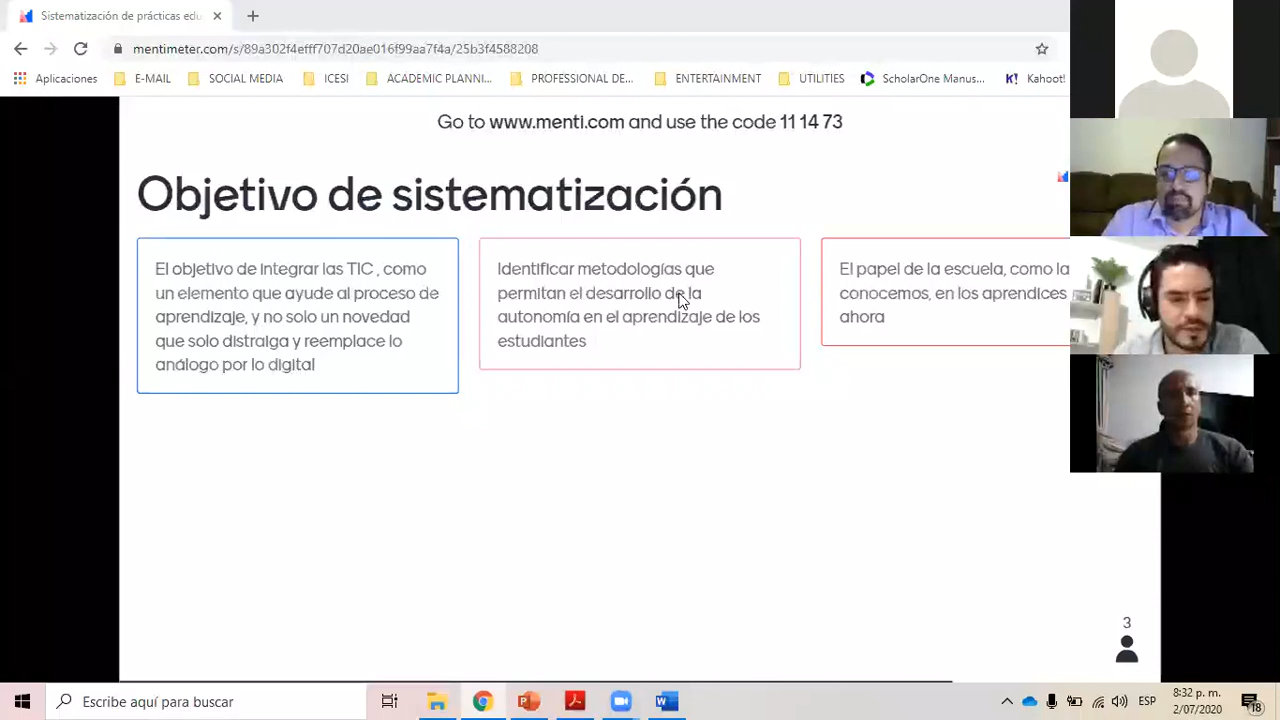 Sistematización de prácticas edu
mentimeter.com/s/89a302f4efff707d20ae016f99aa7f4a/25b3f4588208
Aplicaciones E-MAIL SOCIAL MEDIA ICESI ACADEMIC PLANNI... PROFESSIONAL DE... ENTERTAINMENT UTILITIES ScholarOne Manus... K! Kahoot!
Go to www.menti.com and use the code 11 14 73
Objetivo de sistematización
El objetivo de integrar las TIC , como
un elemento que ayude al proceso de
aprendizaje, y no solo un novedad
que solo distraiga y reemplace lo
análogo por lo digital
Identificar metodologías que
permitan el desarrollo de la
autonomía en el aprendizaje de los
estudiantes
El papel de la escuela, como la
conocemos, en los aprendices
ahora
3
Escribe aquí para buscar
ESP
8:32 p. m.
2/07/2020
18